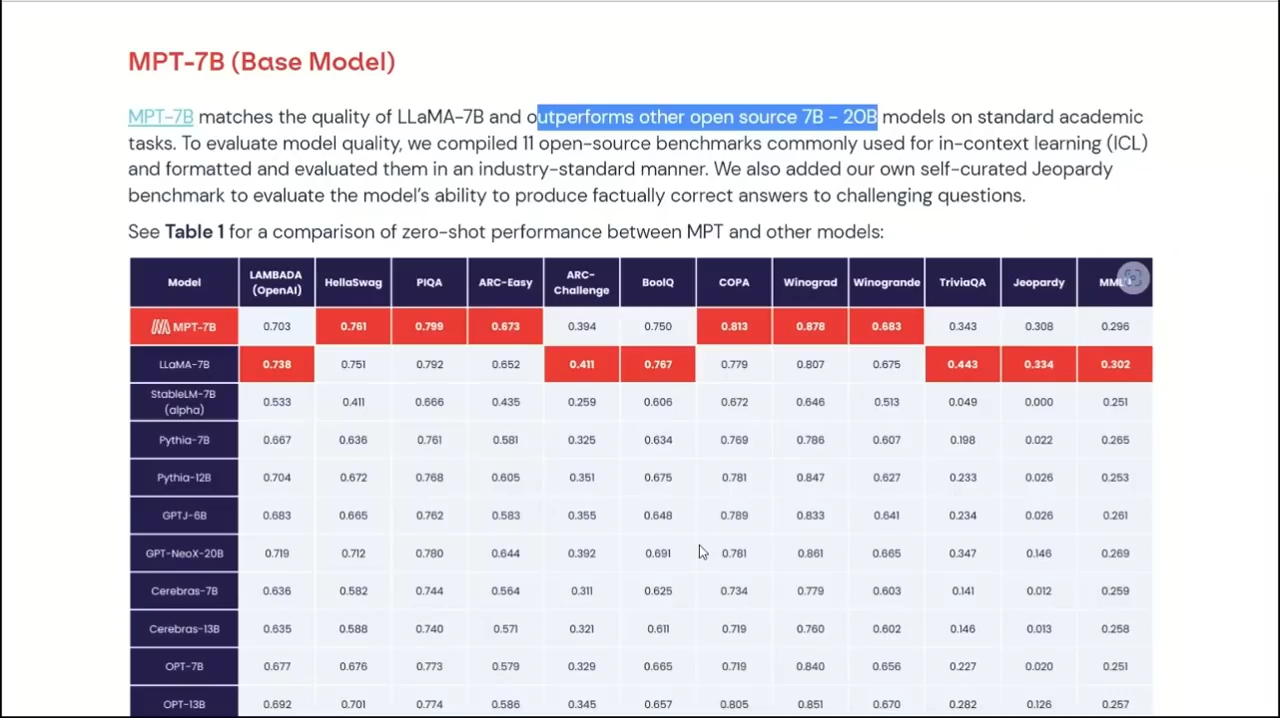 MPT-7B (Base Model)
MPT-7B matches the quality of LLaMA-7B and outperforms other open source 7B - 20B models on standard academic
tasks. To evaluate model quality, we compiled 11 open-source benchmarks commonly used for in-context learning (ICL)
and formatted and evaluated them in an industry-standard manner. We also added our own self-curated Jeopardy
benchmark to evaluate the model's ability to produce factually correct answers to challenging questions.
See Table 1 for a comparison of zero-shot performance between MPT and other models:
Model LAMBADA (OpenAI) HellaSwag PIQA ARC-Easy ARC-Challenge BoolQ COPA Winograd Winogrande TriviaQA Jeopardy
MPT-7B 0.703 0.761 0.799 0.673 0.394 0.750 0.813 0.878 0.683 0.343 0.308 0.296
LLaMA-7B 0.738 0.751 0.792 0.652 0.411 0.767 0.779 0.807 0.675 0.443 0.334 0.302
StableLM-7B (alpha) 0.533 0.411 0.666 0.435 0.259 0.606 0.672 0.646 0.513 0.049 0.000 0.251
Pythia-7B 0.667 0.636 0.761 0.581 0.325 0.634 0.769 0.786 0.607 0.198 0.022 0.265
Pythia-12B 0.704 0.672 0.768 0.605 0.351 0.675 0.781 0.847 0.627 0.233 0.026 0.253
GPTJ-6B 0.683 0.665 0.762 0.583 0.355 0.648 0.789 0.833 0.641 0.234 0.026 0.261
GPT-NeoX-20B 0.719 0.712 0.780 0.644 0.392 0.691 0.781 0.861 0.665 0.347 0.146 0.269
Cerebras-7B 0.636 0.582 0.744 0.564 0.311 0.625 0.734 0.779 0.603 0.141 0.012 0.259
Cerebras-13B 0.635 0.588 0.740 0.571 0.321 0.611 0.719 0.760 0.602 0.146 0.013 0.258
OPT-7B 0.677 0.676 0.773 0.579 0.329 0.665 0.719 0.840 0.656 0.227 0.020 0.251
OPT-13B 0.692 0.701 0.774 0.586 0.345 0.657 0.805 0.851 0.670 0.282 0.126 0.257